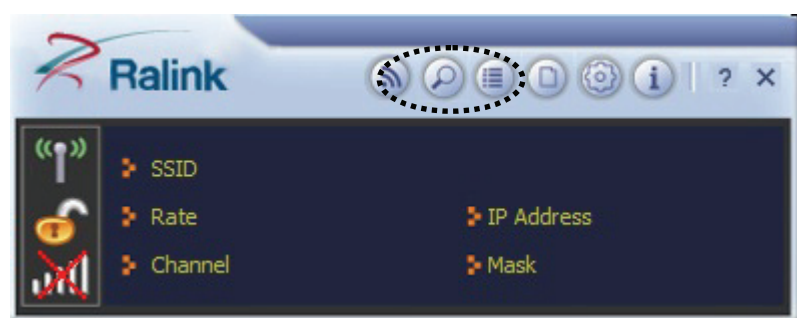 Ralink
i ? ×
SSID
Rate IP Address
Channel Mask